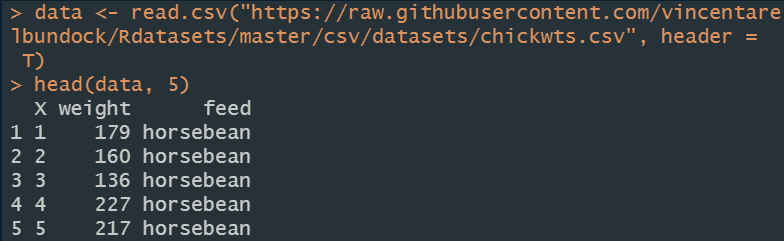 > data <- read.csv("https://raw.githubusercontent.com/vincentare
lbundock/Rdatasets/master/csv/datasets/chickwts.csv", header =
 T)
> head(data, 5)
  X weight      feed
1 1    179 horsebean
2 2    160 horsebean
3 3    136 horsebean
4 4    227 horsebean
5 5    217 horsebean